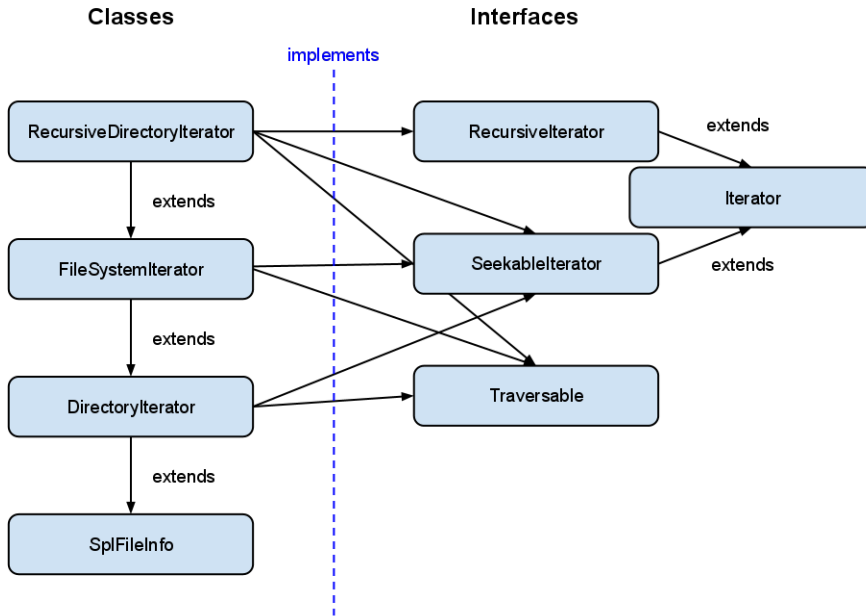 Classes
Interfaces
implements
RecursiveDirectoryIterator
RecursiveIterator
extends
Iterator
extends
FileSystemIterator
SeekableIterator
extends
extends
DirectoryIterator
Traversable
extends
SplFileInfo